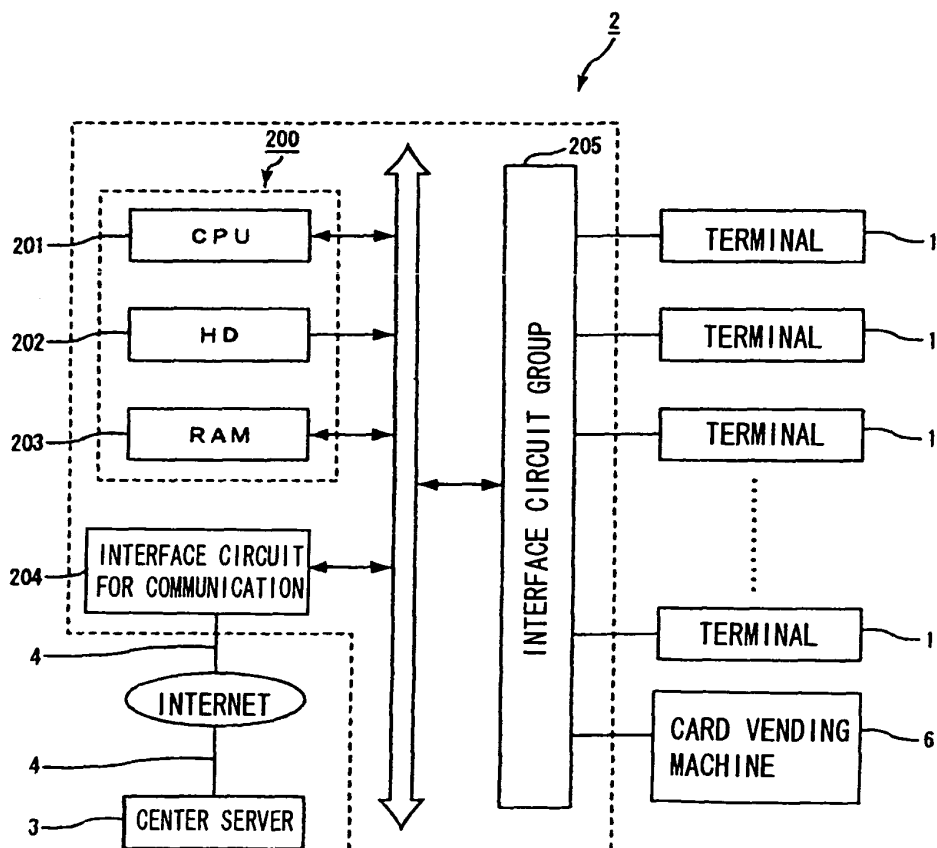 2
200
205
201
CPU
TERMINAL
1
202
HD
TERMINAL
1
203
RAM
TERMINAL
1
INTERFACE CIRCUIT GROUP
204
INTERFACE CIRCUIT
FOR COMMUNICATION
TERMINAL
1
4
INTERNET
CARD VENDING
MACHINE
6
4
3
CENTER SERVER